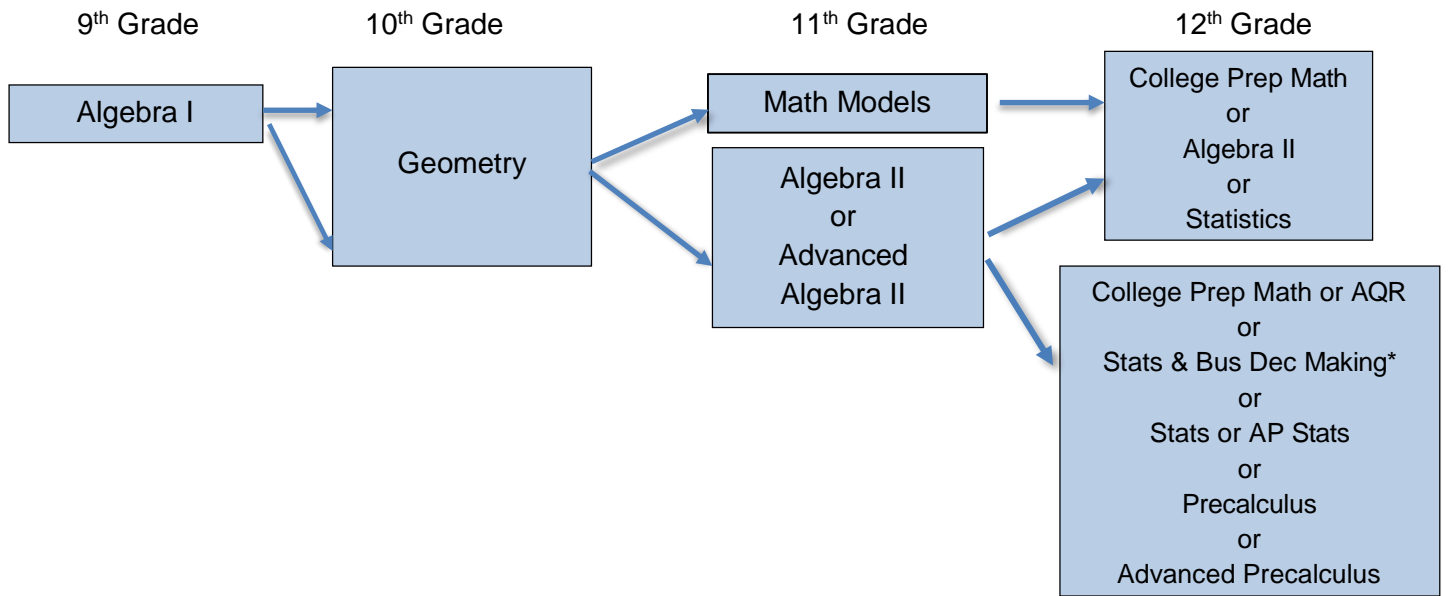 9th Grade
10th Grade
11th Grade
12th Grade
Algebra I
Geometry
Math Models
Algebra II
or
Advanced
Algebra II
College Prep Math
or
Algebra II
or
Statistics
College Prep Math or AQR
or
Stats & Bus Dec Making*
or
Stats or AP Stats
or
Precalculus
or
Advanced Precalculus